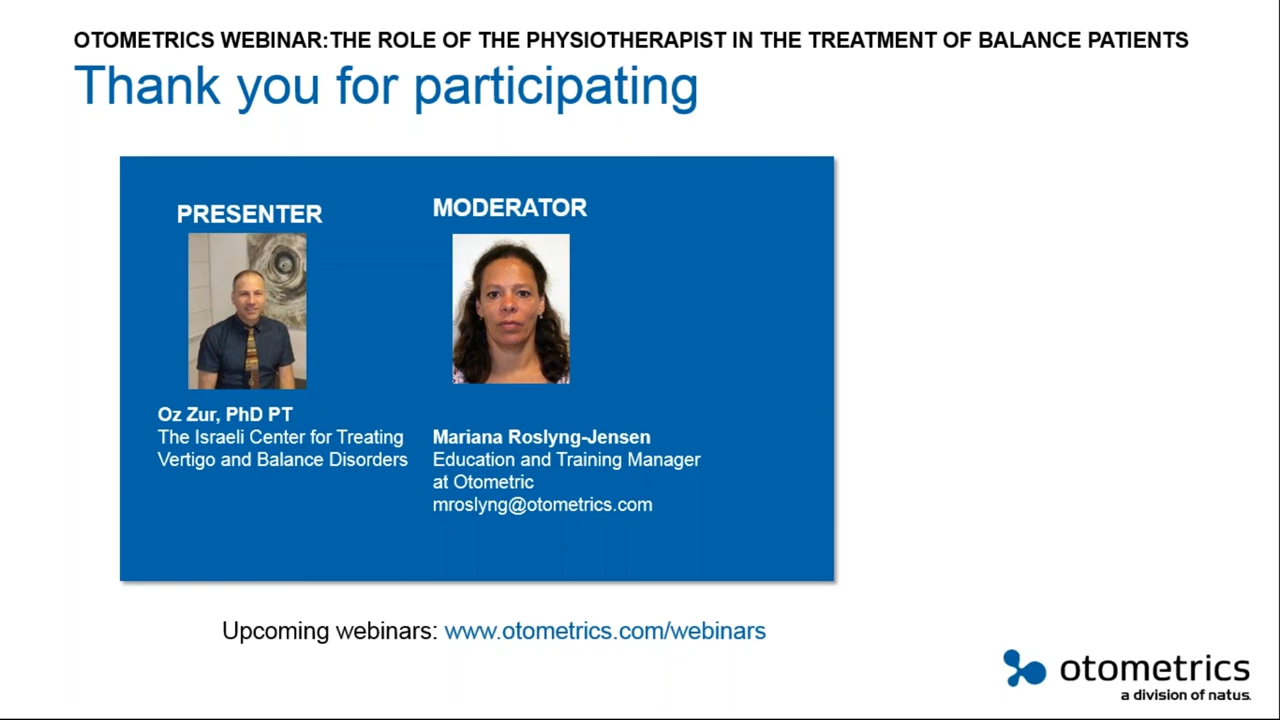 OTOMETRICS WEBINAR:THE ROLE OF THE PHYSIOTHERAPIST IN THE TREATMENT OF BALANCE PATIENTS
Thank you for participating
PRESENTER
Oz Zur, PhD PT
The Israeli Center for Treating
Vertigo and Balance Disorders
MODERATOR
Mariana Roslyng-Jensen
Education and Training Manager
at Otometric
mroslyng@otometrics.com
Upcoming webinars: www.otometrics.com/webinars
otometrics
a division of natus.